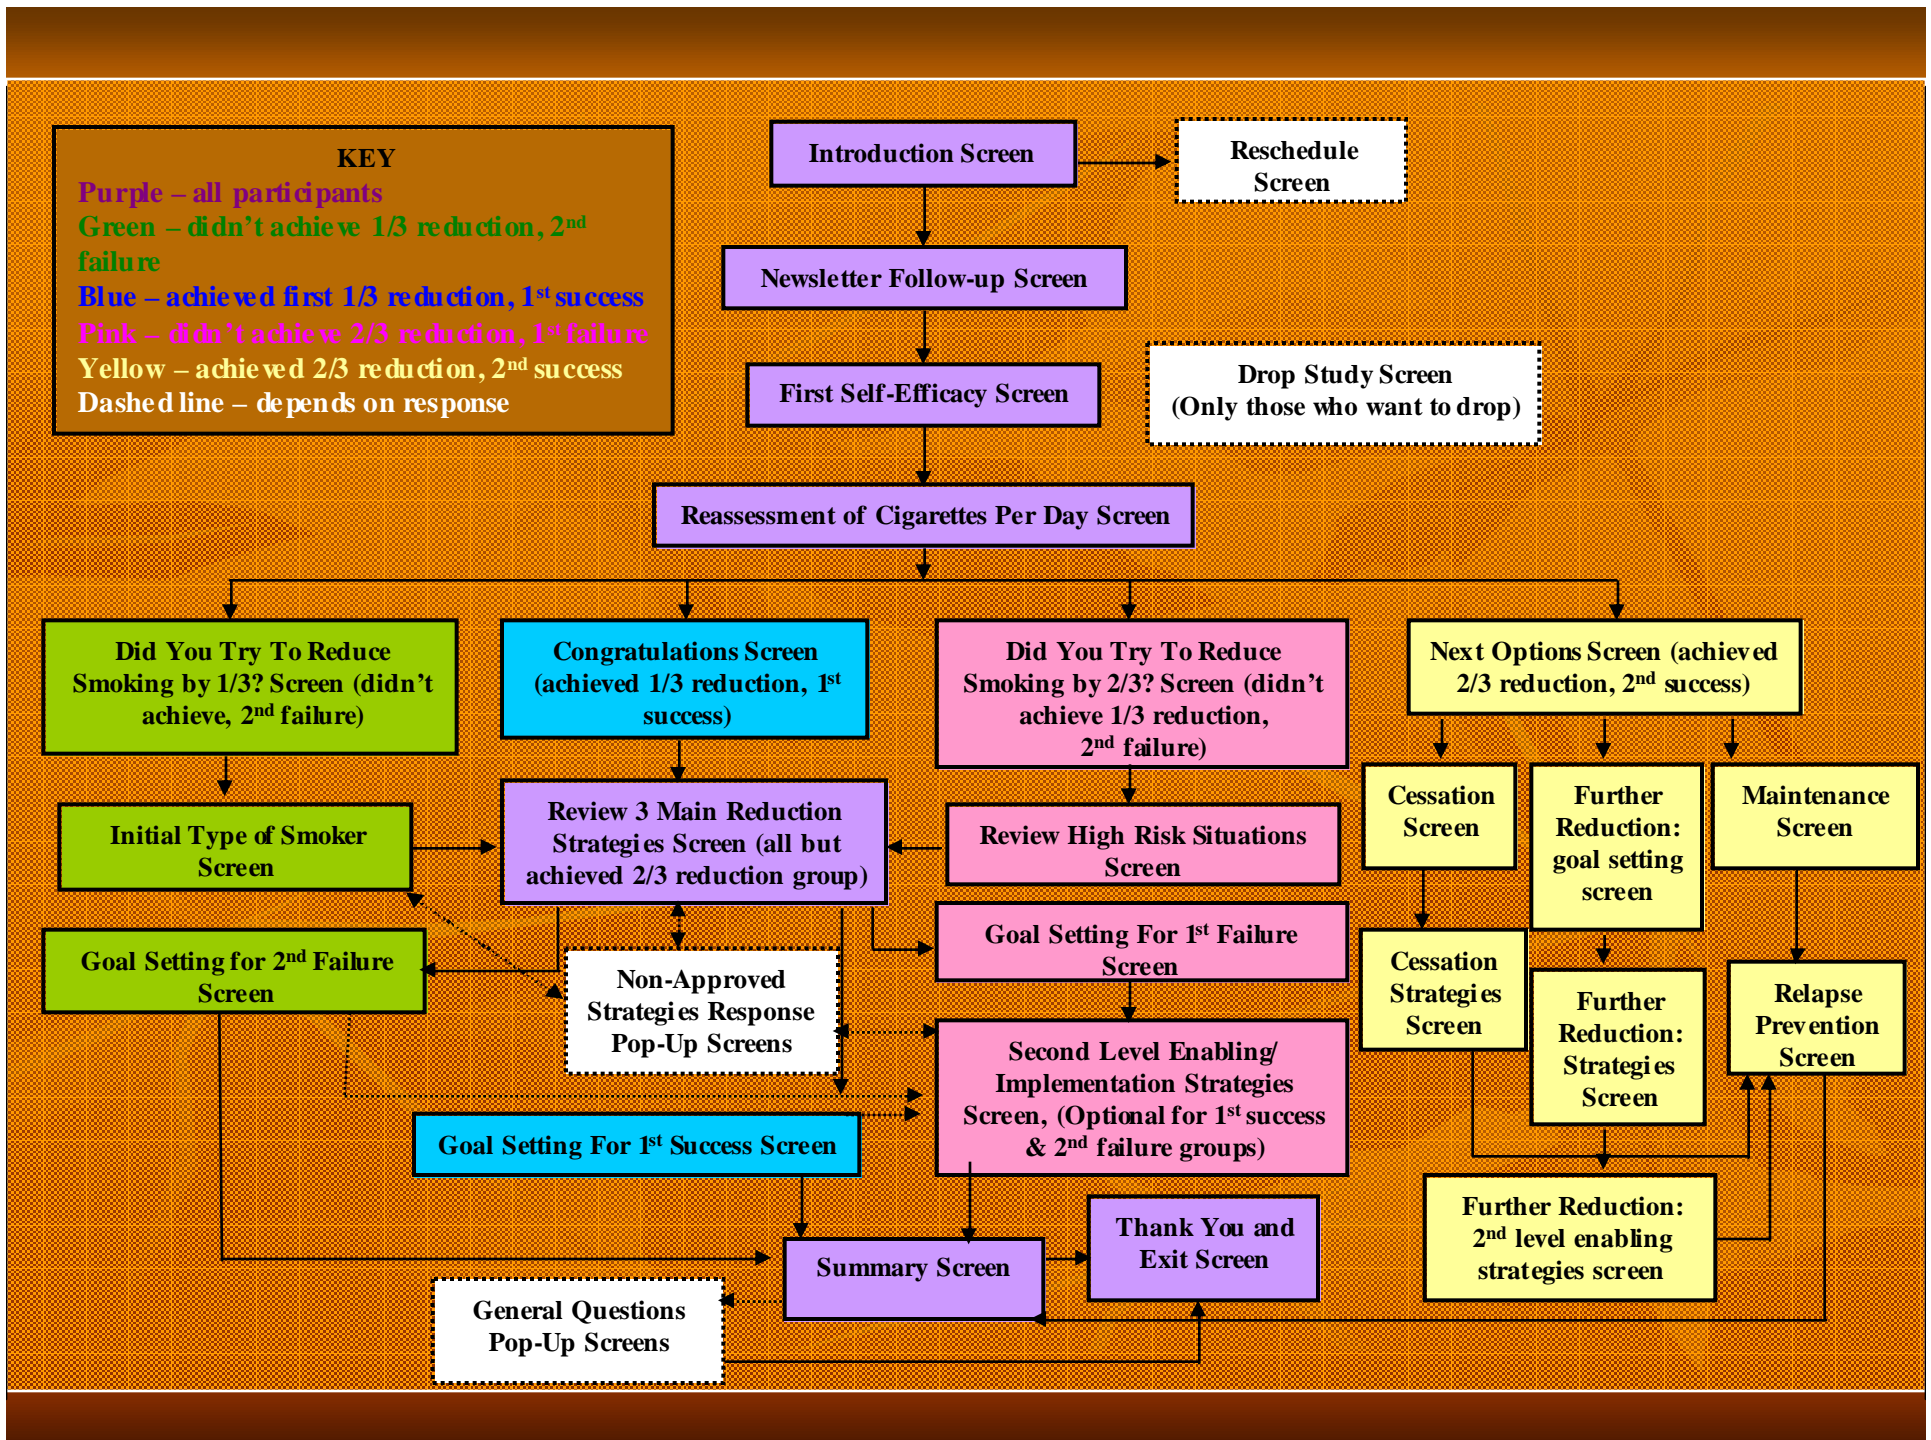 KEY
Purple – all participants
Green – didn't achieve 1/3 reduction, 2nd
failure
Blue – achieved first 1/3 reduction, 1st success
Pink – didn't achieve 2/3 reduction, 1st failure
Yellow – achieved 2/3 reduction, 2nd success
Dashed line – depends on response
Introduction Screen
Reschedule
Screen
Newsletter Follow-up Screen
First Self-Efficacy Screen
Drop Study Screen
(Only those who want to drop)
Reassessment of Cigarettes Per Day Screen
Did You Try To Reduce
Smoking by 1/3? Screen (didn't
achieve, 2nd failure)
Congratulations Screen
(achieved 1/3 reduction, 1st
success)
Did You Try To Reduce
Smoking by 2/3? Screen (didn't
achieve 1/3 reduction,
2nd failure)
Next Options Screen (achieved
2/3 reduction, 2nd success)
Initial Type of Smoker
Screen
Review 3 Main Reduction
Strategies Screen (all but
achieved 2/3 reduction group)
Review High Risk Situations
Screen
Cessation
Screen
Further
Reduction:
goal setting
screen
Maintenance
Screen
Goal Setting for 2nd Failure
Screen
Non-Approved
Strategies Response
Pop-Up Screens
Goal Setting For 1st Failure
Screen
Cessation
Strategies
Screen
Further
Reduction:
Strategies
Screen
Relapse
Prevention
Screen
Second Level Enabling/
Implementation Strategies
Screen, (Optional for 1st success
& 2nd failure groups)
Goal Setting For 1st Success Screen
Further Reduction:
2nd level enabling
strategies screen
Summary Screen
Thank You and
Exit Screen
General Questions
Pop-Up Screens